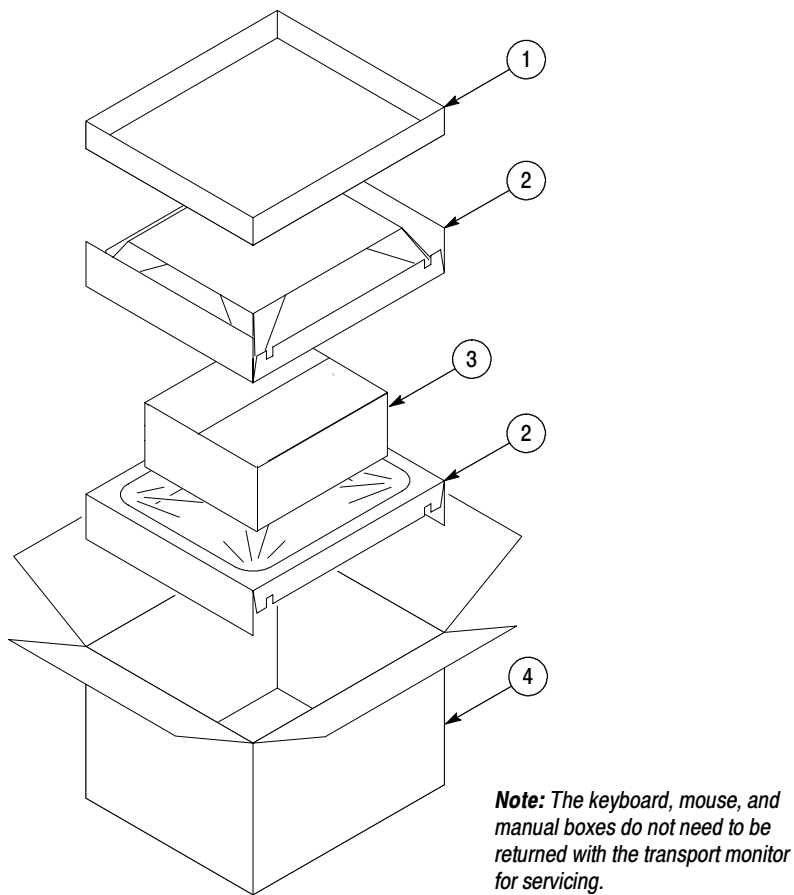 1
2
3
2
4
Note: The keyboard, mouse, and
manual boxes do not need to be
returned with the transport monitor
for servicing.